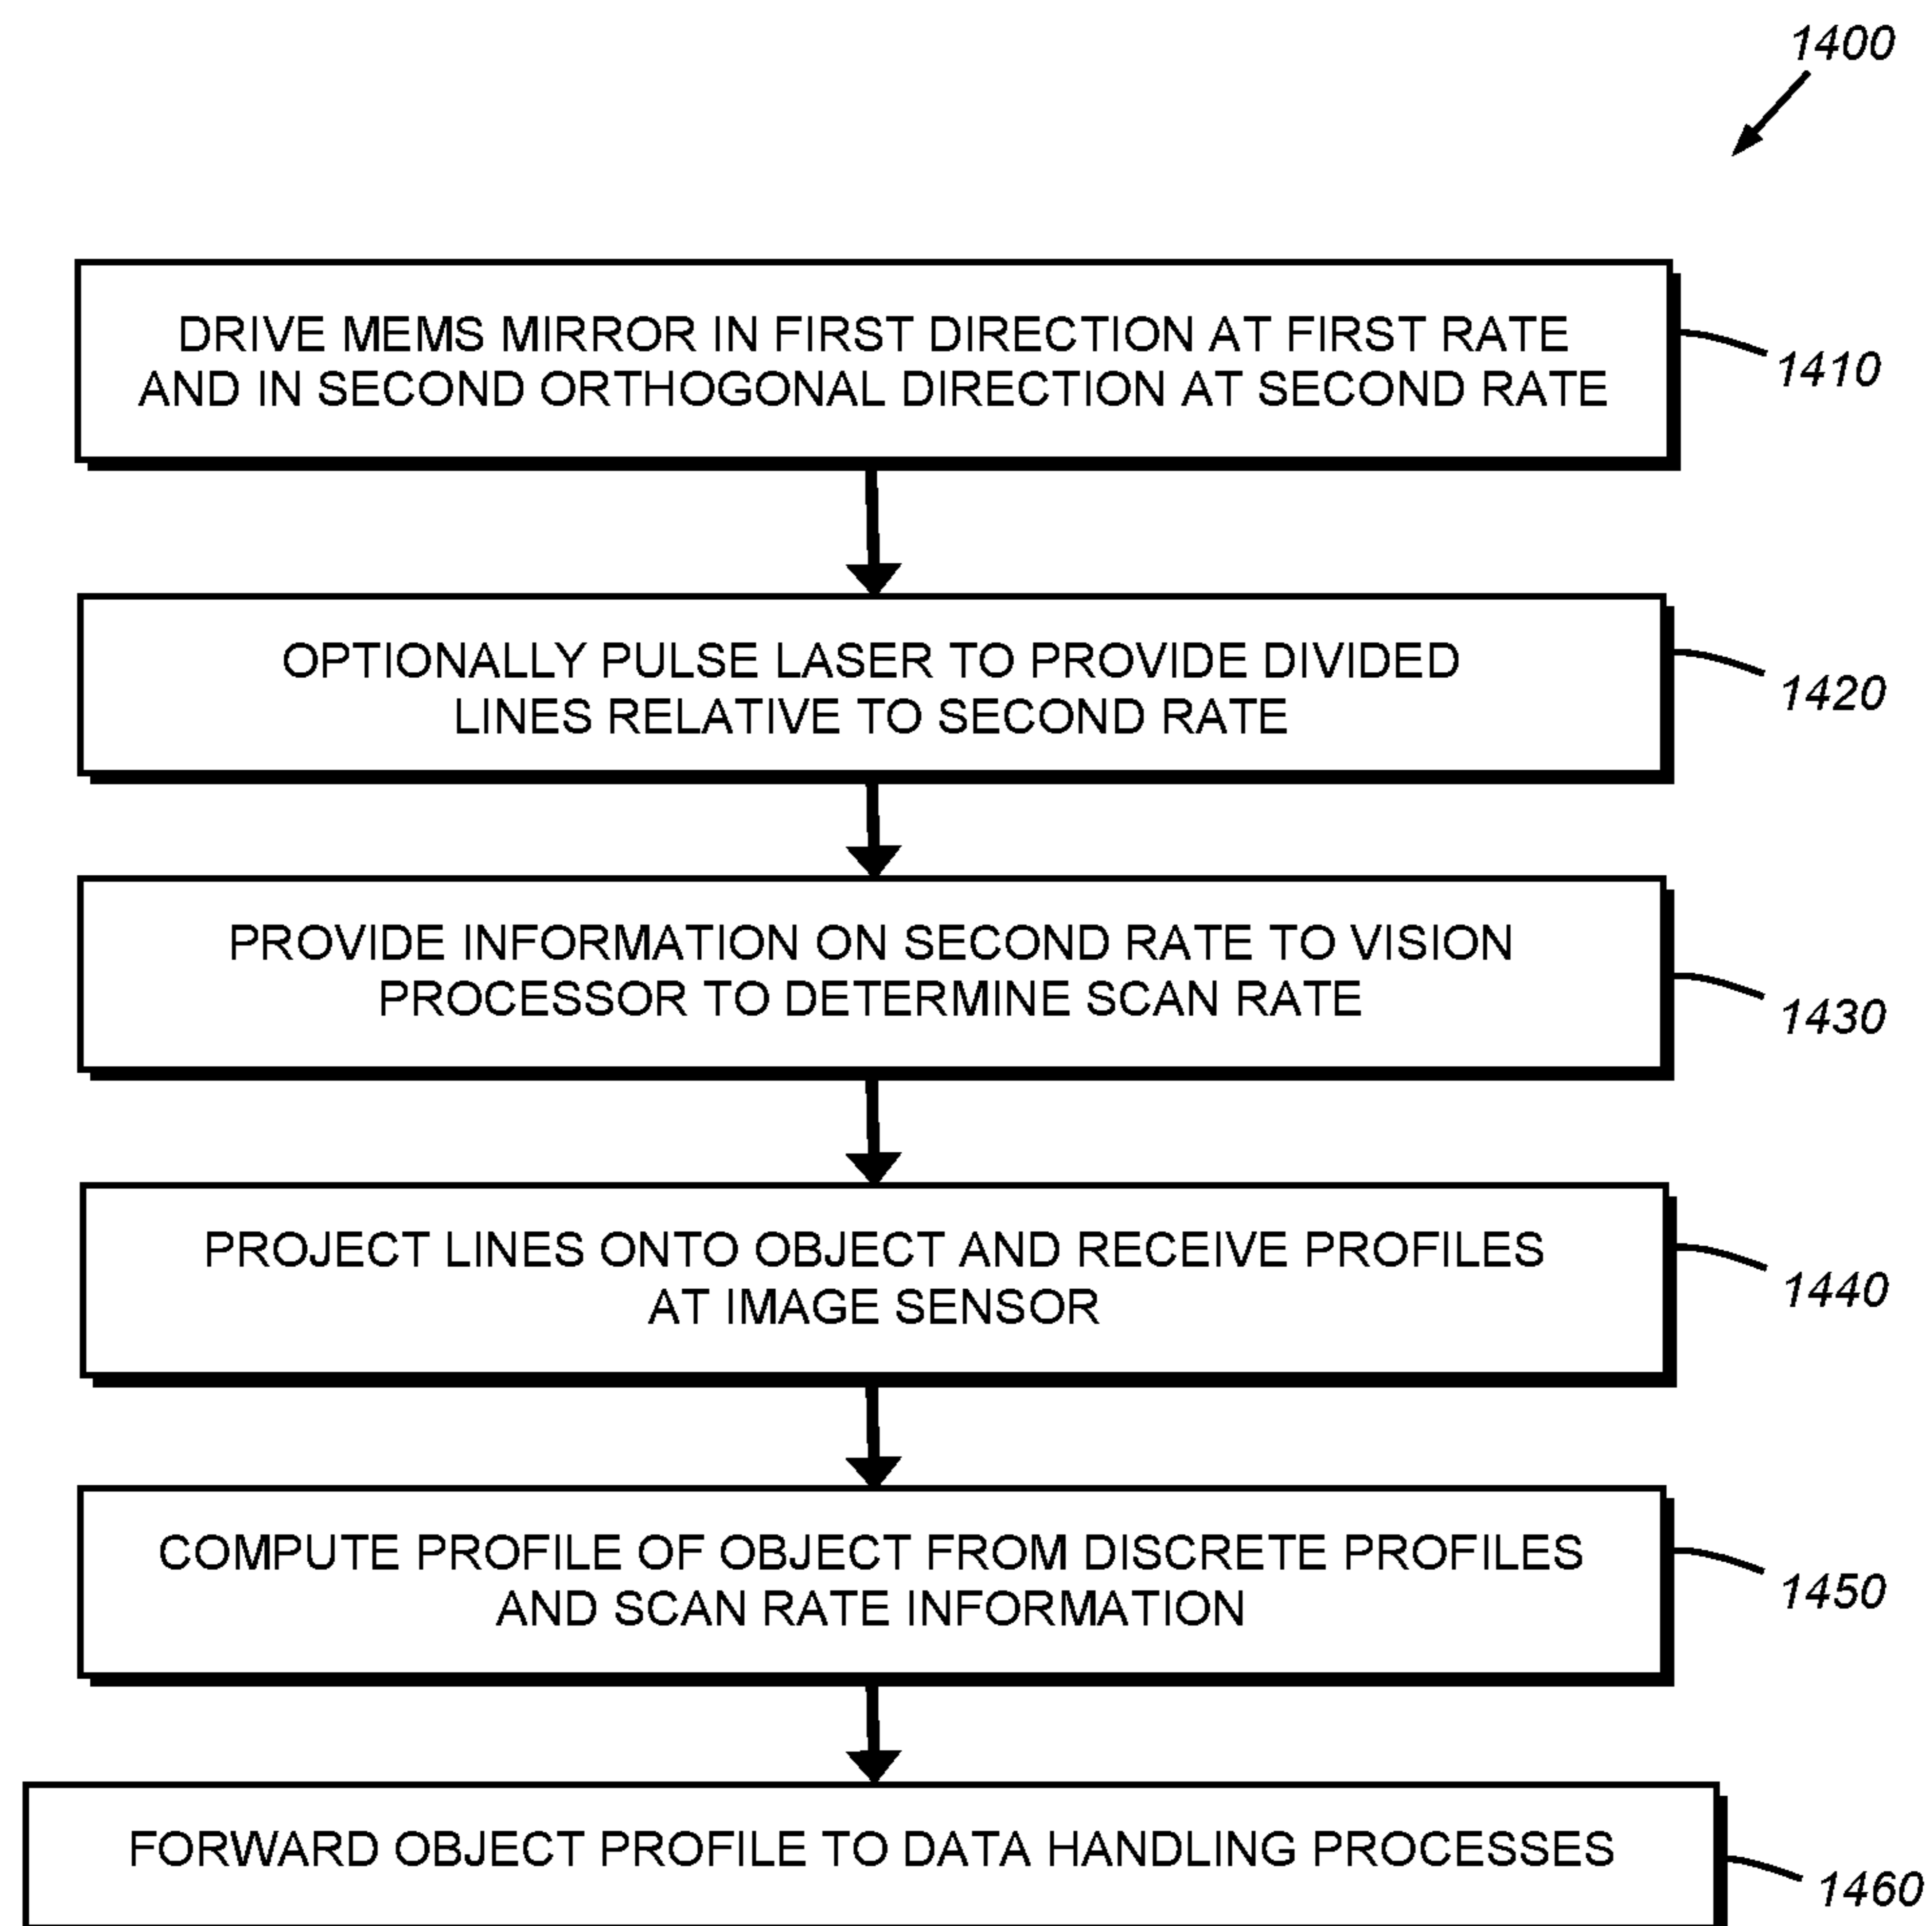 1400
DRIVE MEMS MIRROR IN FIRST DIRECTION AT FIRST RATE
AND IN SECOND ORTHOGONAL DIRECTION AT SECOND RATE
1410
OPTIONALLY PULSE LASER TO PROVIDE DIVIDED
LINES RELATIVE TO SECOND RATE
1420
PROVIDE INFORMATION ON SECOND RATE TO VISION
PROCESSOR TO DETERMINE SCAN RATE
1430
PROJECT LINES ONTO OBJECT AND RECEIVE PROFILES
AT IMAGE SENSOR
1440
COMPUTE PROFILE OF OBJECT FROM DISCRETE PROFILES
AND SCAN RATE INFORMATION
1450
FORWARD OBJECT PROFILE TO DATA HANDLING PROCESSES
1460